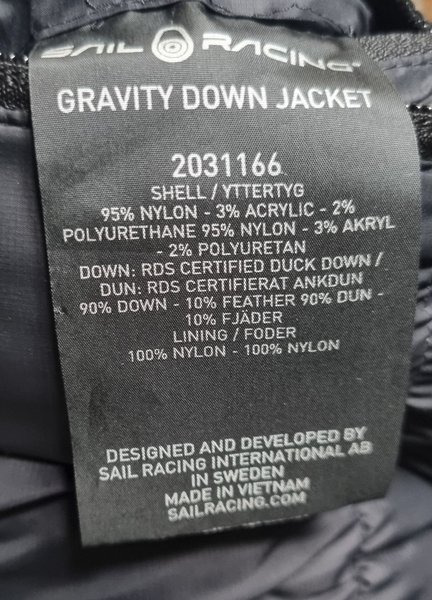 SAIL RACING®
GRAVITY DOWN JACKET
2031166
SHELL / YTTERTYG
95% NYLON - 3% ACRYLIC - 2%
POLYURETHANE 95% NYLON - 3% AKRYL
- 2% POLYURETAN
DOWN: RDS CERTIFIED DUCK DOWN /
DUN: RDS CERTIFIERAT ANKDUN
90% DOWN - 10% FEATHER 90% DUN -
10% FJÄDER
LINING / FODER
100% NYLON - 100% NYLON
DESIGNED AND DEVELOPED BY
SAIL RACING INTERNATIONAL AB
IN SWEDEN
MADE IN VIETNAM
SAILRACING.COM